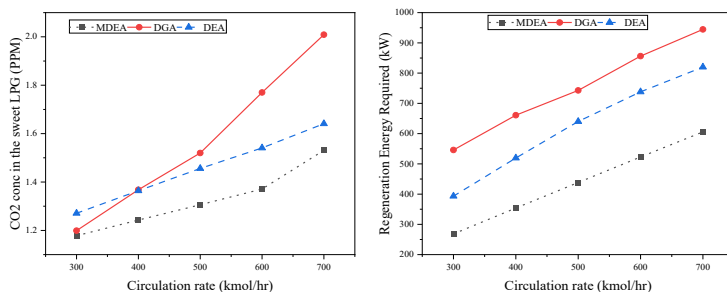 MDEA DGA DEA
CO2 conc in the sweet LPG (PPM)
2.0
1.8
1.6
1.4
1.2
300 400 500 600 700
Circulation rate (kmol/hr)
MDEA DGA DEA
Regeneration Energy Required (kW)
1000
900
800
700
600
500
400
300
200
300 400 500 600 700
Circulation rate (kmol/hr)